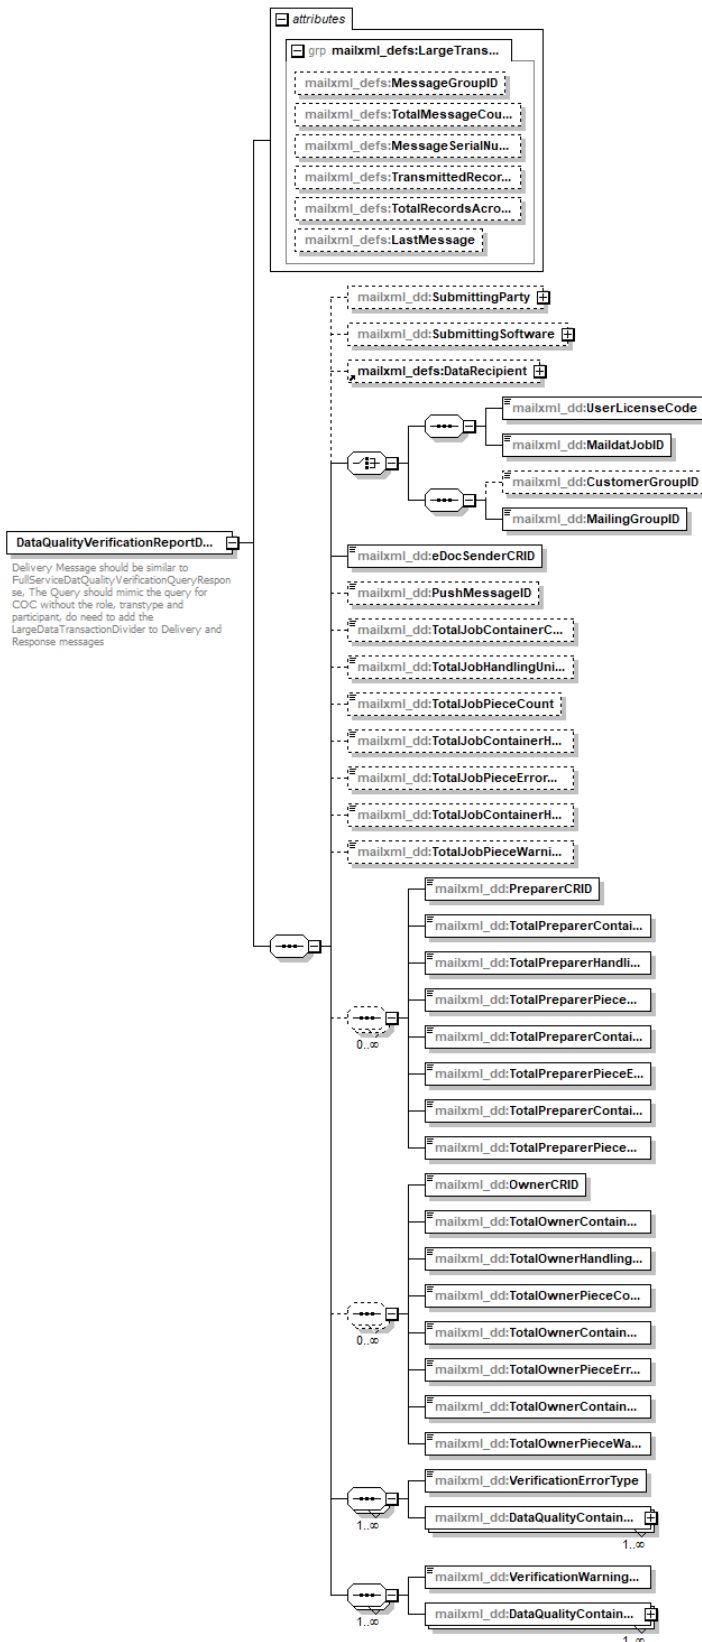 attributes
grp mailxml_defs:LargeTrans...
mailxml_defs:MessageGroupID
mailxml_defs:TotalMessageCou...
mailxml_defs:MessageSerialNu...
mailxml_defs:TransmittedRecor...
mailxml_defs:TotalRecordsAcro...
mailxml_defs:LastMessage
mailxml_dd:SubmittingParty
mailxml_dd:SubmittingSoftware
mailxml_defs:DataRecipient
mailxml_dd:UserLicenseCode
mailxml_dd:MaildatJobID
mailxml_dd:CustomerGroupID
mailxml_dd:MailingGroupID
DataQualityVerificationReportD...
Delivery Message should be similar to
FullServiceDatQualityVerificationQueryRespon
se, The Query should mimic the query for
COC without the role, transtype and
participant, do need to add the
LargeDataTransactionDivider to Delivery and
Response messages
mailxml_dd:eDocSenderCRID
mailxml_dd:PushMessageID
mailxml_dd:TotalJobContainerC...
mailxml_dd:TotalJobHandlingUni...
mailxml_dd:TotalJobPieceCount
mailxml_dd:TotalJobContainerH...
mailxml_dd:TotalJobPieceError...
mailxml_dd:TotalJobContainerH...
mailxml_dd:TotalJobPieceWarni...
mailxml_dd:PreparerCRID
mailxml_dd:TotalPreparerContai...
mailxml_dd:TotalPreparerHandli...
mailxml_dd:TotalPreparerPiece...
mailxml_dd:TotalPreparerContai...
mailxml_dd:TotalPreparerPieceE...
mailxml_dd:TotalPreparerContai...
mailxml_dd:TotalPreparerPiece...
0..∞
mailxml_dd:OwnerCRID
mailxml_dd:TotalOwnerContain...
mailxml_dd:TotalOwnerHandling...
mailxml_dd:TotalOwnerPieceCo...
mailxml_dd:TotalOwnerContain...
mailxml_dd:TotalOwnerPieceErr...
mailxml_dd:TotalOwnerContain...
mailxml_dd:TotalOwnerPieceWa...
0..∞
mailxml_dd:VerificationErrorType
mailxml_dd:DataQualityContain...
1..∞
1..∞
mailxml_dd:VerificationWarning...
mailxml_dd:DataQualityContain...
1..∞
1..∞